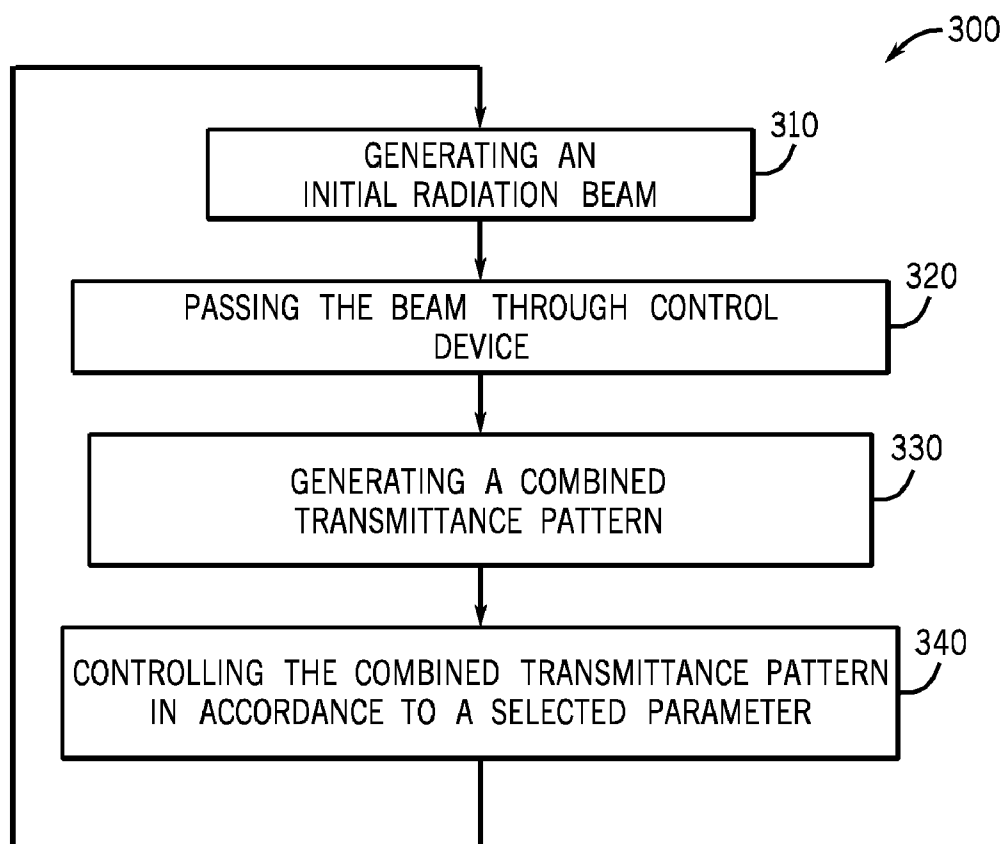 300
310
GENERATING AN
INITIAL RADIATION BEAM
320
PASSING THE BEAM THROUGH CONTROL
DEVICE
330
GENERATING A COMBINED
TRANSMITTANCE PATTERN
340
CONTROLLING THE COMBINED TRANSMITTANCE PATTERN
IN ACCORDANCE TO A SELECTED PARAMETER